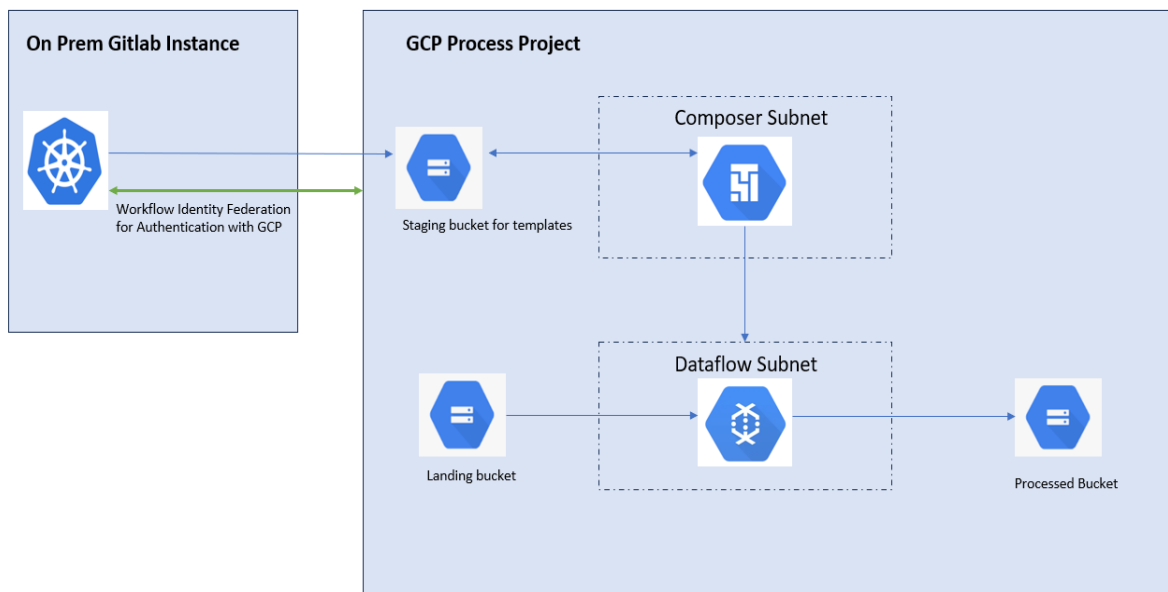 On Prem Gitlab Instance
GCP Process Project
Composer Subnet
Workflow Identity Federation
for Authentication with GCP
Staging bucket for templates
Dataflow Subnet
Landing bucket
Processed Bucket